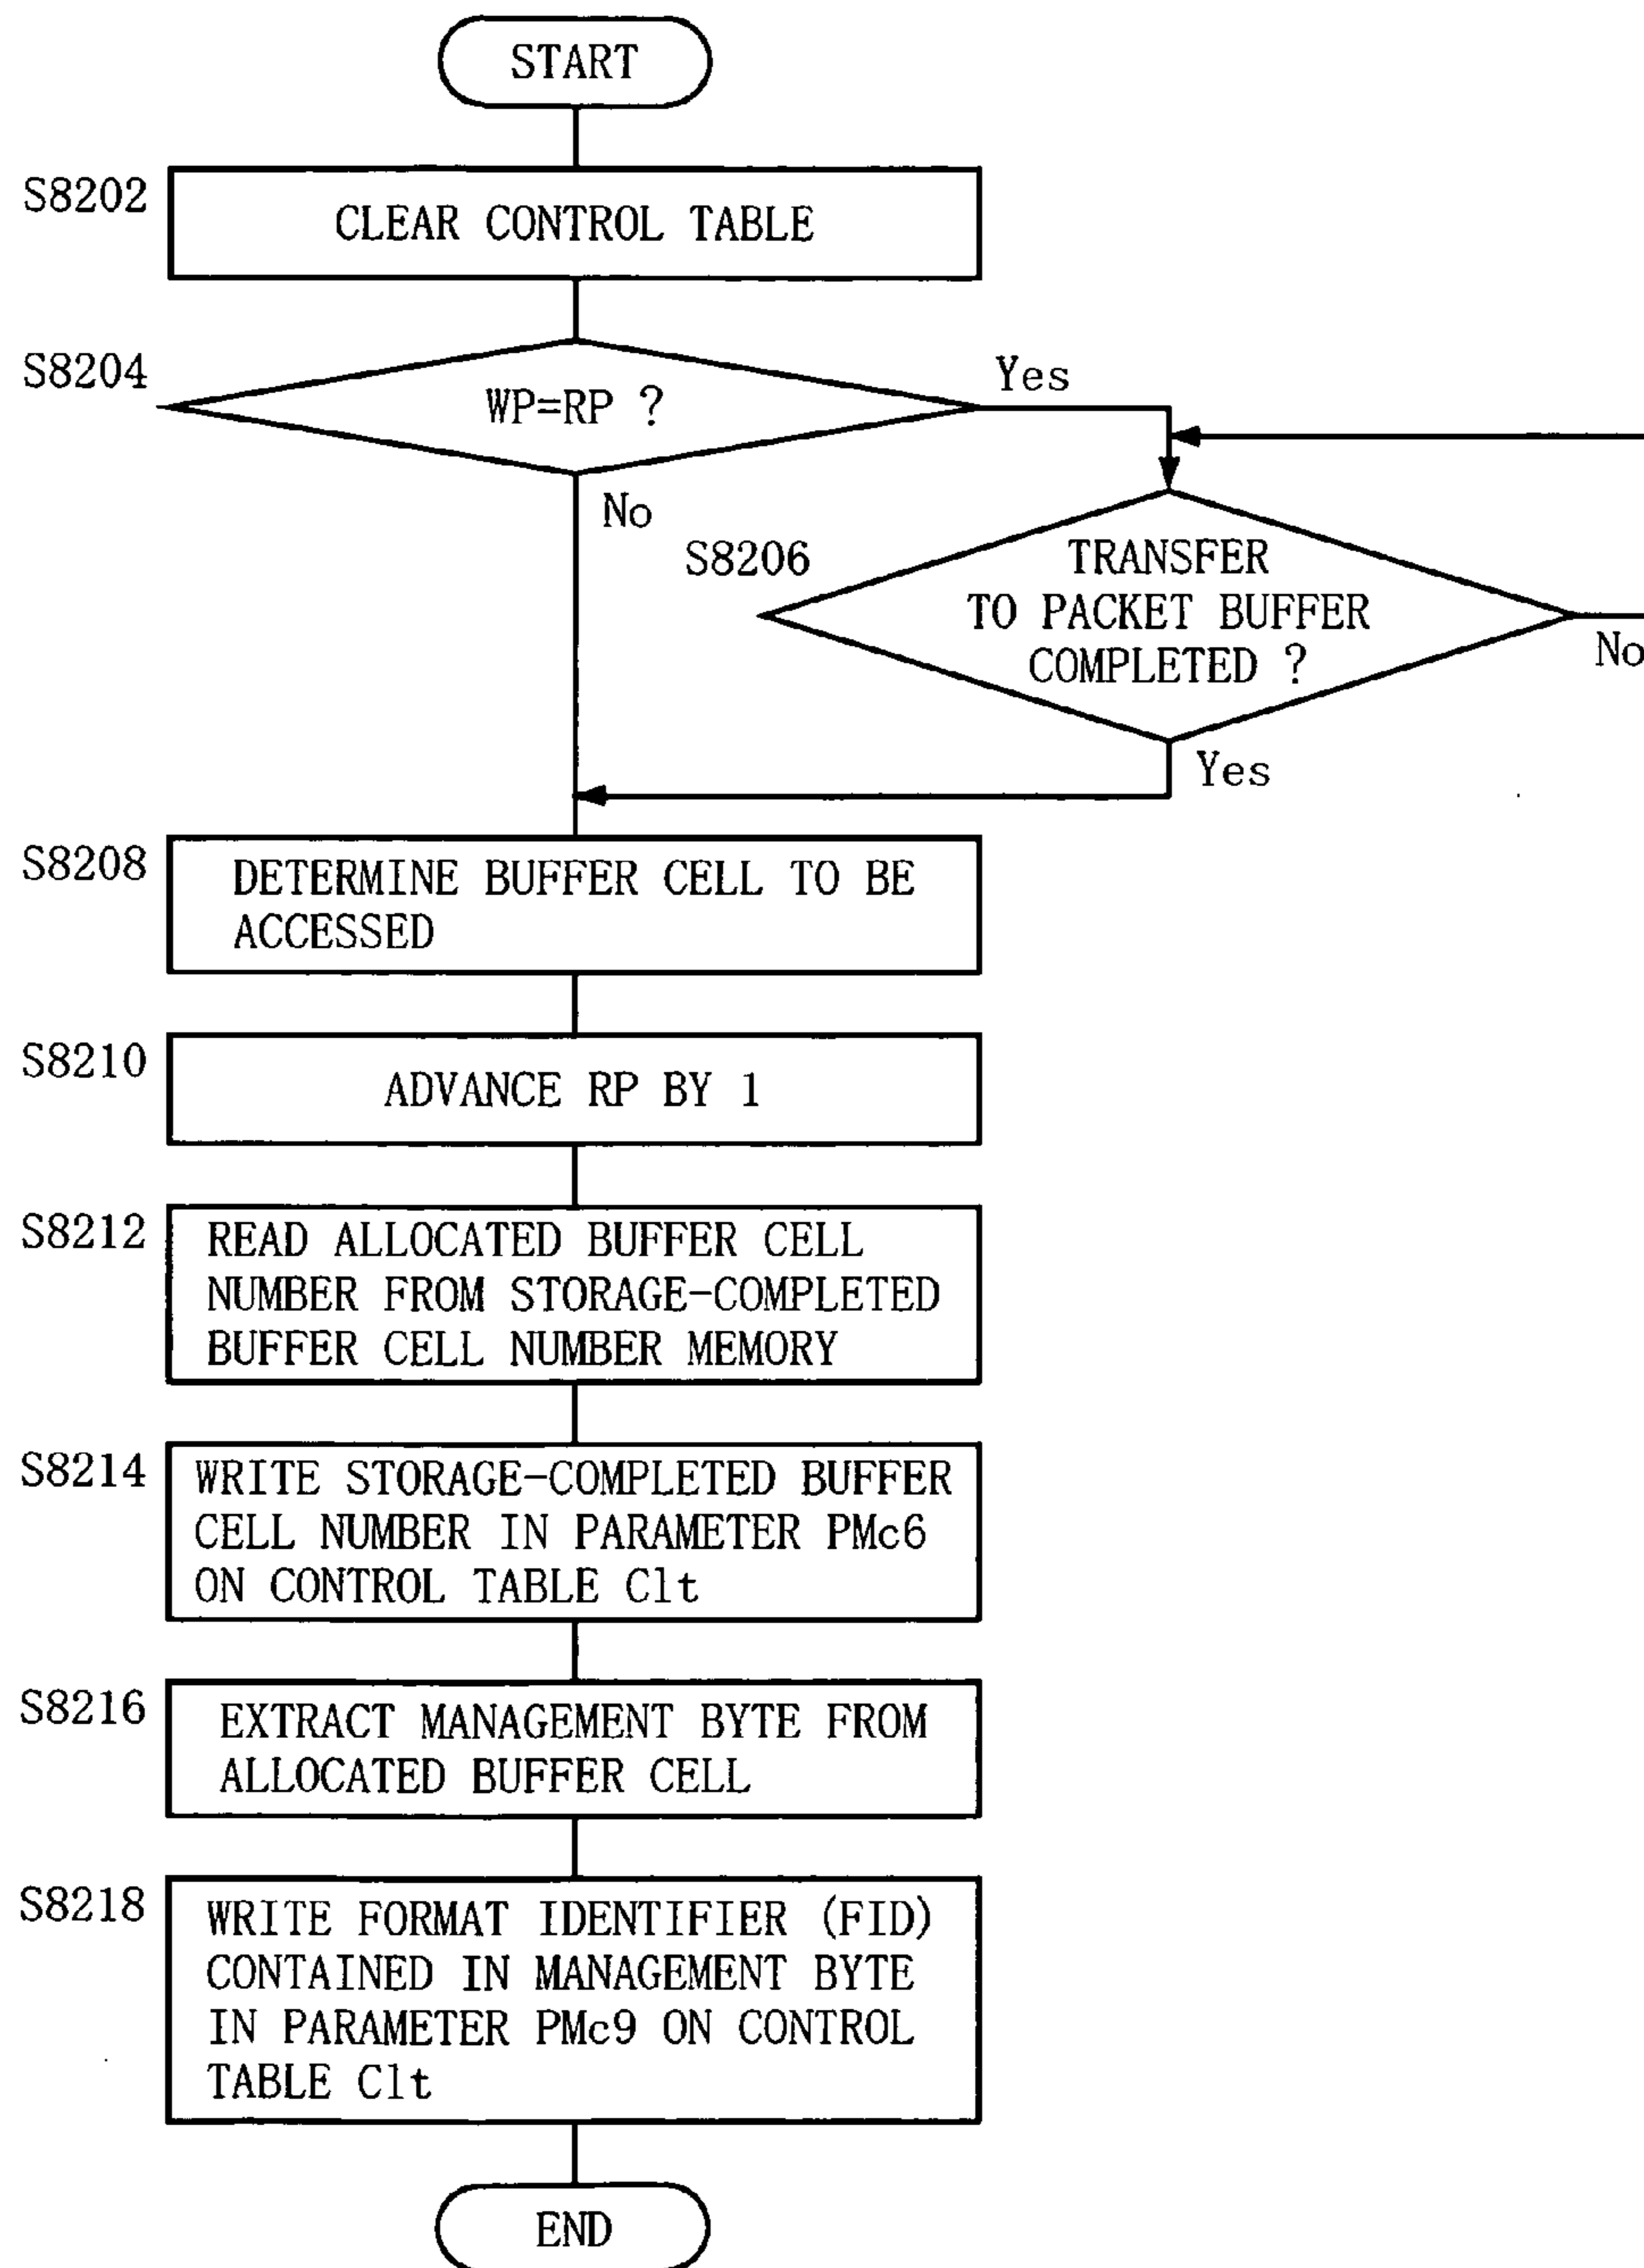 START
S8202
CLEAR CONTROL TABLE
S8204
WP=RP ?
Yes
No
S8206
TRANSFER
TO PACKET BUFFER
COMPLETED ?
No
Yes
S8208
DETERMINE BUFFER CELL TO BE
ACCESSED
S8210
ADVANCE RP BY 1
S8212
READ ALLOCATED BUFFER CELL
NUMBER FROM STORAGE-COMPLETED
BUFFER CELL NUMBER MEMORY
S8214
WRITE STORAGE-COMPLETED BUFFER
CELL NUMBER IN PARAMETER PMc6
ON CONTROL TABLE Clt
S8216
EXTRACT MANAGEMENT BYTE FROM
ALLOCATED BUFFER CELL
S8218
WRITE FORMAT IDENTIFIER (FID)
CONTAINED IN MANAGEMENT BYTE
IN PARAMETER PMc9 ON CONTROL
TABLE Clt
END